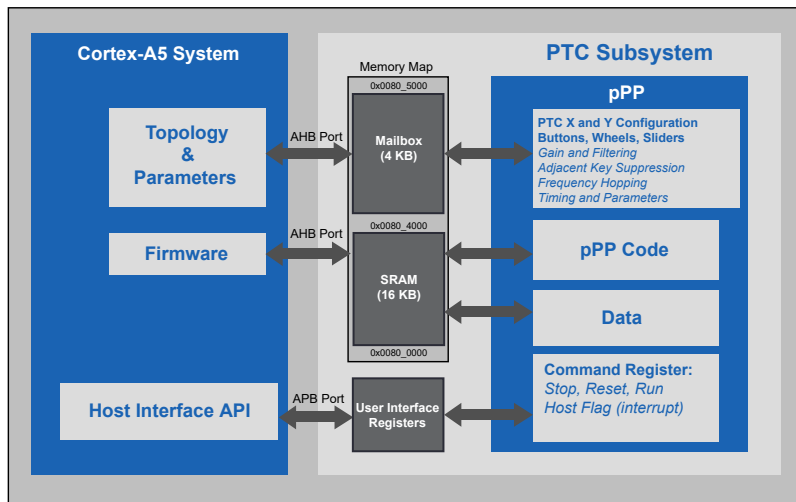 Cortex-A5 System
PTC Subsystem
Memory Map
pPP
0x0080_5000
Topology
&
Parameters
AHB Port
Mailbox
(4 KB)
PTC X and Y Configuration
Buttons, Wheels, Sliders
Gain and Filtering
Adjacent Key Suppression
Frequency Hopping
Timing and Parameters
0x0080_4000
Firmware
AHB Port
SRAM
(16 KB)
pPP Code
Data
0x0080_0000
Host Interface API
APB Port
User Interface
Registers
Command Register:
Stop, Reset, Run
Host Flag (interrupt)